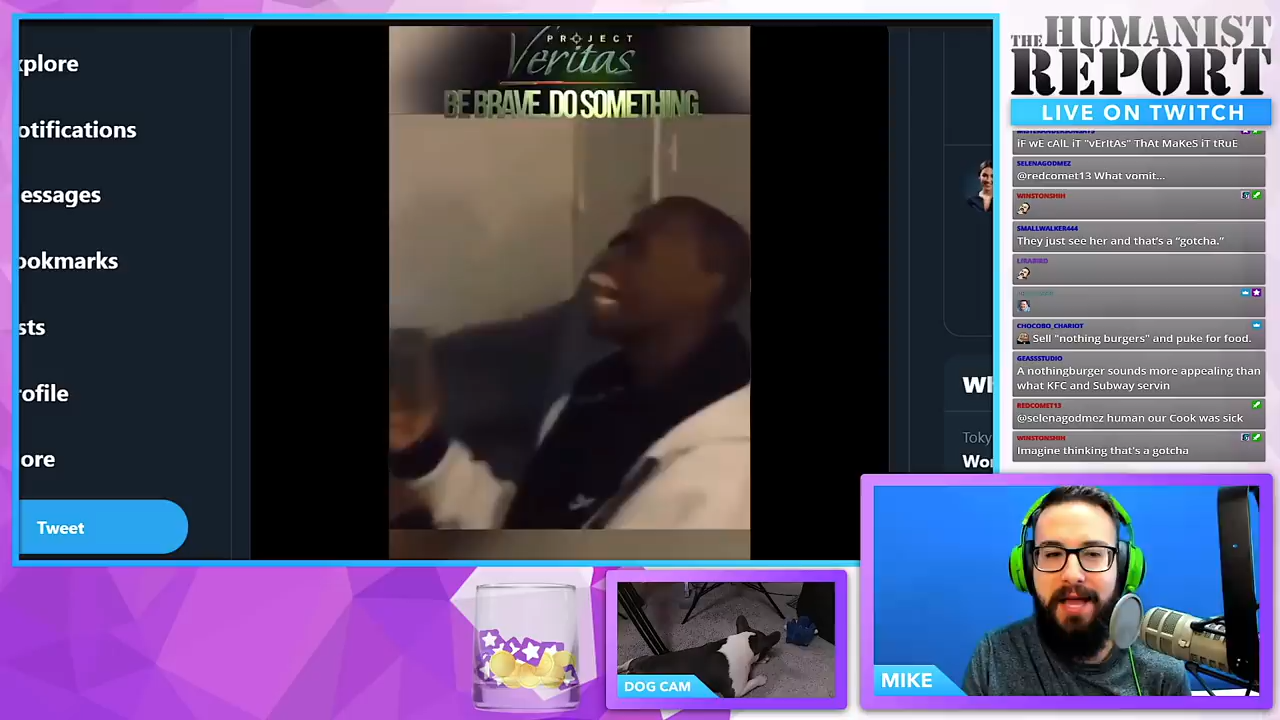 xplore
otifications
essages
ookmarks
sts
rofile
ore
Tweet
PROJECT
Veritas
BE BRAVE. DO SOMETHING.
Wh
Toky
Wor
THE HUMANIST
REPORT
LIVE ON TWITCH
iF wE cAlL iT "vErItAs" ThAt MaKeS iT tRuE
SELENAGODMEZ
@redcomet13 What vomit...
WINSTONSHIH
SMALLWALKER444
They just see her and that's a "gotcha."
LIRABIRD
CHOCOBO_CHARIOT
Sell "nothing burgers" and puke for food.
GEASSSTUDIO
A nothingburger sounds more appealing than
what KFC and Subway servin
REDCOMET13
@selenagodmez human our Cook was sick
WINSTONSHIH
Imagine thinking that's a gotcha
DOG CAM
MIKE